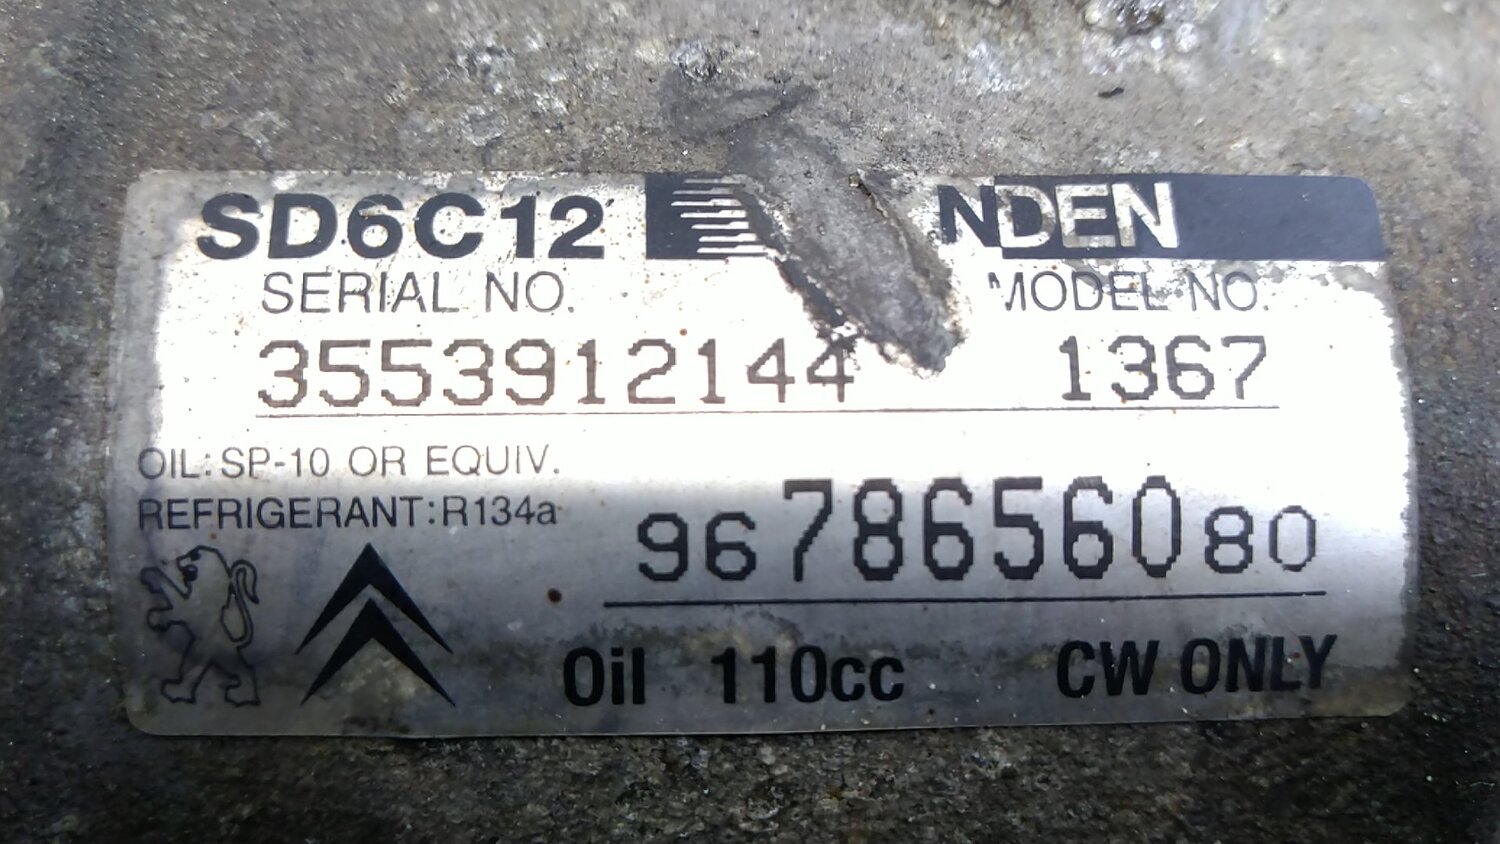 SD6C12 NDEN
SERIAL NO. MODEL NO.
3553912144 1367
OIL: SP-10 OR EQUIV.
REFRIGERANT: R134a
9678656080
Oil 110cc CW ONLY